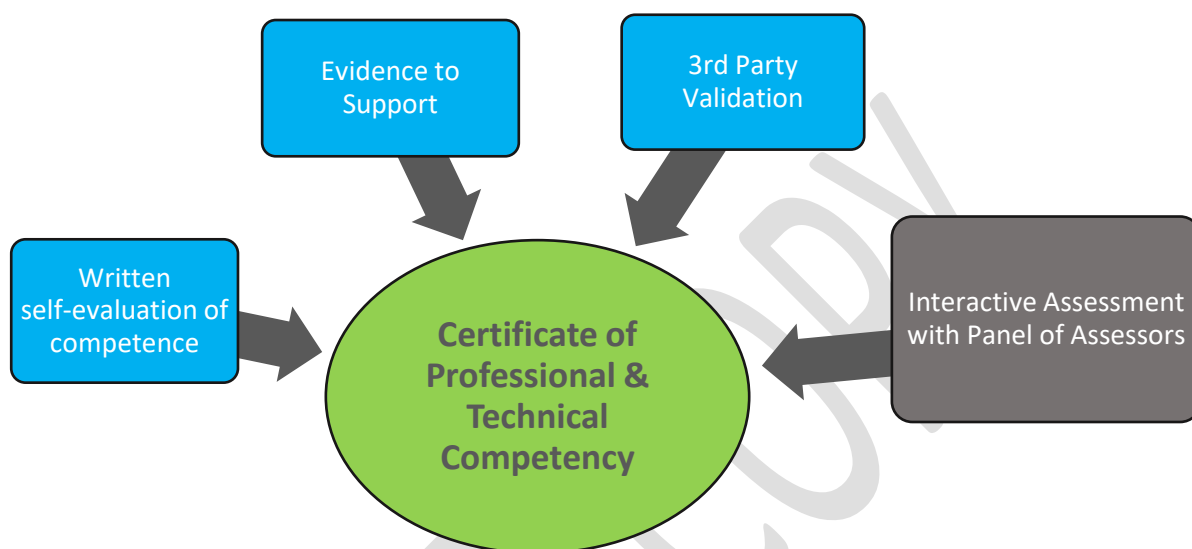 Evidence to
Support
3rd Party
Validation
Written
self-evaluation of
competence
Interactive Assessment
with Panel of Assessors
Certificate of
Professional &
Technical
Competency